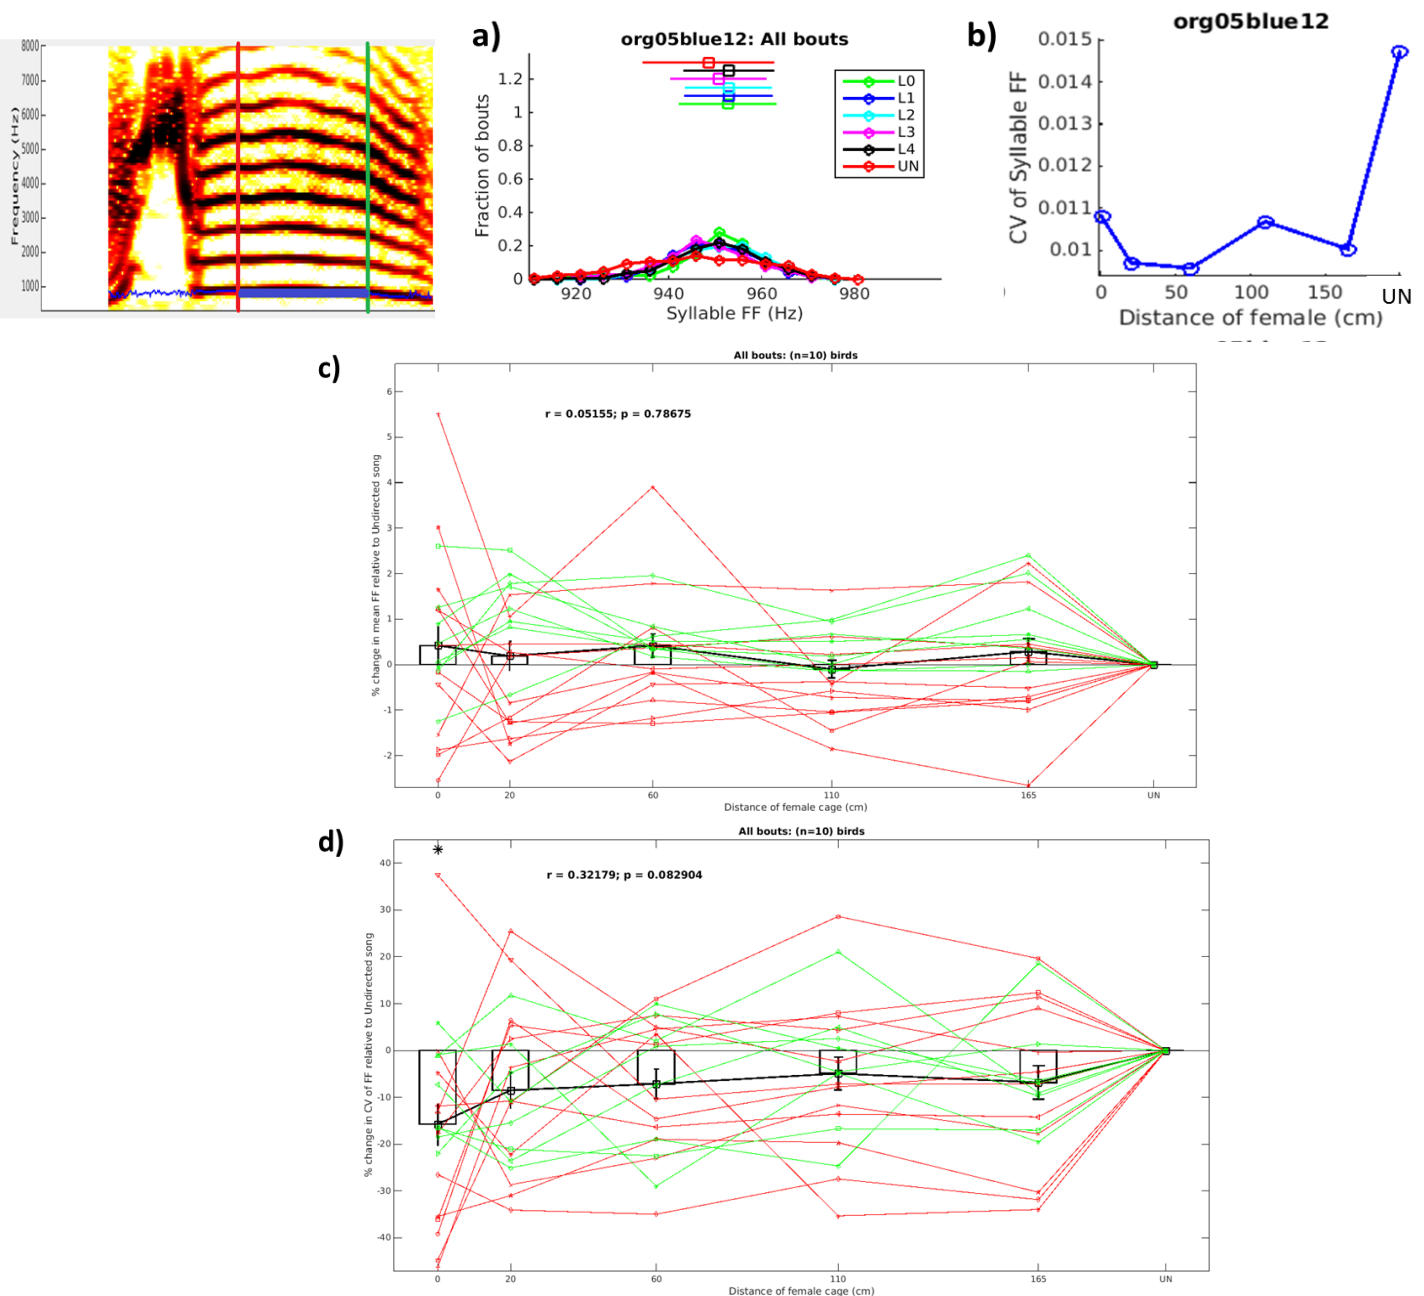 8000
7000
6000
5000
4000
3000
2000
1000
Frequency (Hz)
a)
org05blue12: All bouts
1.2
1
0.8
0.6
0.4
0.2
0
Fraction of bouts
920
940
960
980
Syllable FF (Hz)
L0
L1
L2
L3
L4
UN
b)
org05blue12
0.015
0.014
0.013
0.012
0.011
0.01
CV of Syllable FF
0
50
100
150
UN
Distance of female (cm)
c)
All bouts: (n=10) birds
r = 0.05155; p = 0.78675
6
5
4
3
2
1
0
-1
-2
% change in mean FF relative to Undirected song
0
20
60
110
165
UN
Distance of female cage (cm)
d)
All bouts: (n=10) birds
*
r = 0.32179; p = 0.082904
40
30
20
10
0
-10
-20
-30
-40
% change in CV of FF relative to Undirected song
0
20
60
110
165
UN
Distance of female cage (cm)